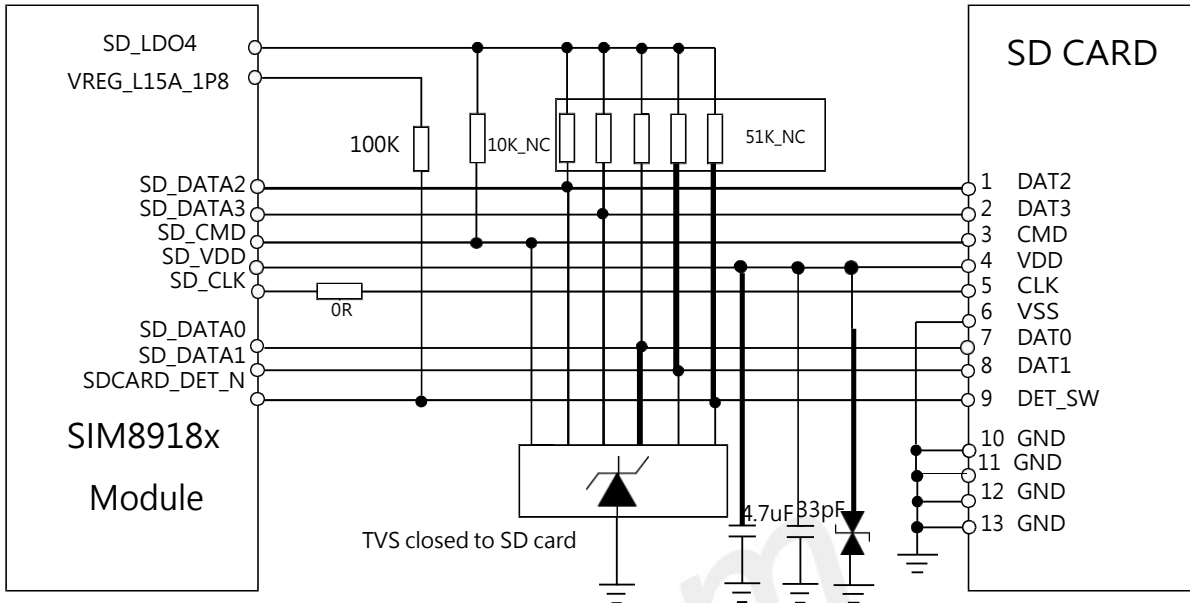 SD_LDO4
VREG_L15A_1P8
100K
10K_NC
51K_NC
SD_DATA2
SD_DATA3
SD_CMD
SD_VDD
SD_CLK
0R
SD_DATA0
SD_DATA1
SDCARD_DET_N
SIM8918x
Module
TVS closed to SD card
4.7uF
33pF
SD CARD
1 DAT2
2 DAT3
3 CMD
4 VDD
5 CLK
6 VSS
7 DAT0
8 DAT1
9 DET_SW
10 GND
11 GND
12 GND
13 GND